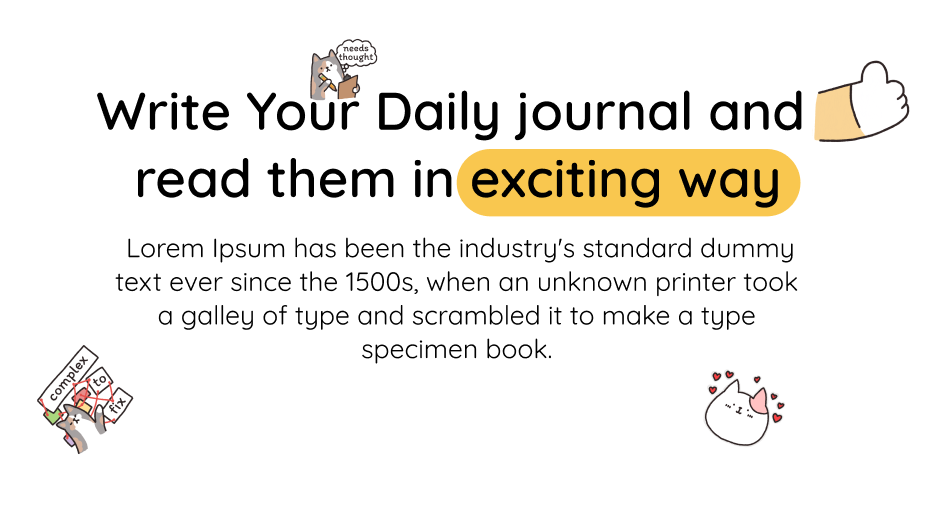 needs
thought
Write Your Daily journal and
read them in exciting way
Lorem Ipsum has been the industry's standard dummy
text ever since the 1500s, when an unknown printer took
a galley of type and scrambled it to make a type
specimen book.
complex
to
fix